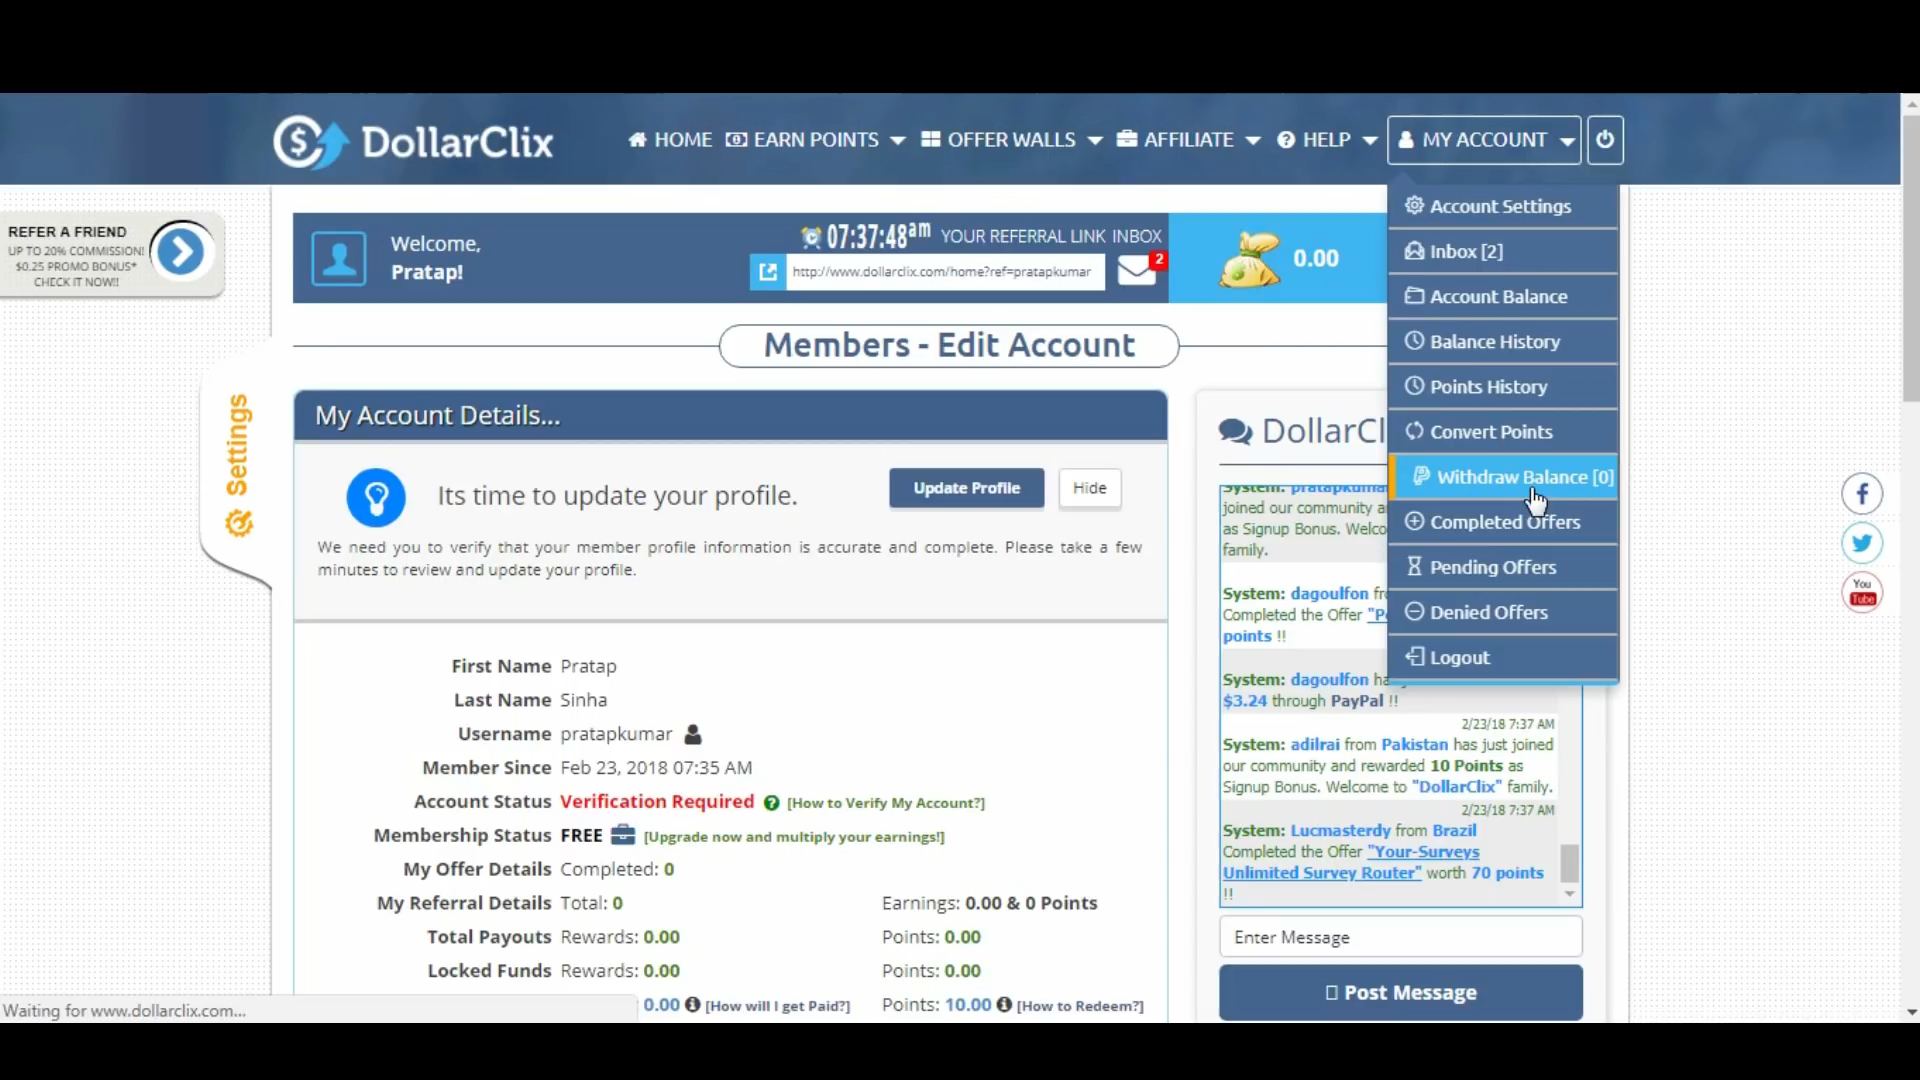 DollarClix
HOME EARN POINTS OFFER WALLS AFFILIATE HELP MY ACCOUNT
REFER A FRIEND
UP TO 20% COMMISSION!
$0.25 PROMO BONUS*
CHECK IT NOW!!
Settings
Welcome,
Pratap!
07:37:48am YOUR REFERRAL LINK INBOX
http://www.dollarclix.com/home?ref=pratapkumar
2
0.00
Account Settings
Inbox [2]
Account Balance
Balance History
Points History
Convert Points
Withdraw Balance [0]
Completed Offers
Pending Offers
Denied Offers
Logout
Members - Edit Account
My Account Details...
Its time to update your profile.
Update Profile
Hide
We need you to verify that your member profile information is accurate and complete. Please take a few
minutes to review and update your profile.
First Name Pratap
Last Name Sinha
Username pratapkumar
Member Since Feb 23, 2018 07:35 AM
Account Status Verification Required [How to Verify My Account?]
Membership Status FREE [Upgrade now and multiply your earnings!]
My Offer Details Completed: 0
My Referral Details Total: 0 Earnings: 0.00 & 0 Points
Total Payouts Rewards: 0.00 Points: 0.00
Locked Funds Rewards: 0.00 Points: 0.00
0.00 [How will I get Paid?] Points: 10.00 [How to Redeem?]
DollarCl
System: pratapkumar
joined our community a
as Signup Bonus. Welco
family.
System: dagoulfon fr
Completed the Offer "P
points !!
System: dagoulfon ha
$3.24 through PayPal !!
2/23/18 7:37 AM
System: adilrai from Pakistan has just joined
our community and rewarded 10 Points as
Signup Bonus. Welcome to "DollarClix" family.
2/23/18 7:37 AM
System: Lucmasterdy from Brazil
Completed the Offer "Your-Surveys
Unlimited Survey Router" worth 70 points
!!
Enter Message
Post Message
You
Tube
Waiting for www.dollarclix.com...